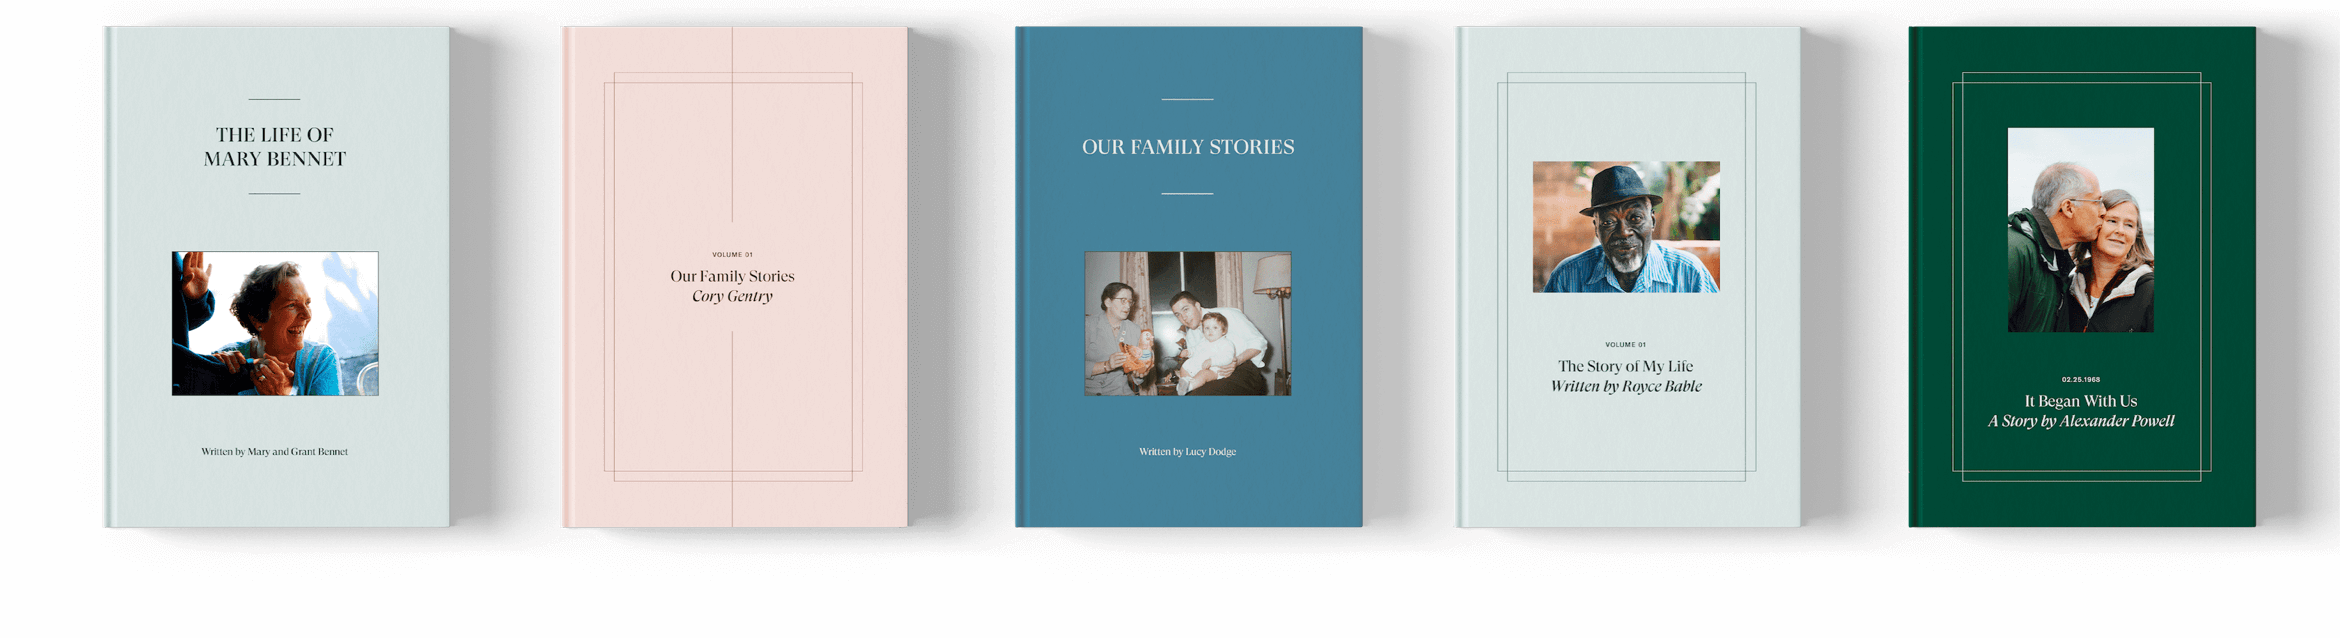 THE LIFE OF
MARY BENNET
Written by Mary and Grant Bennet
VOLUME 01
Our Family Stories
Cory Gentry
OUR FAMILY STORIES
Written by Lucy Dodge
VOLUME 01
The Story of My Life
Written by Royce Bable
02.25.1968
It Began With Us
A Story by Alexander Powell